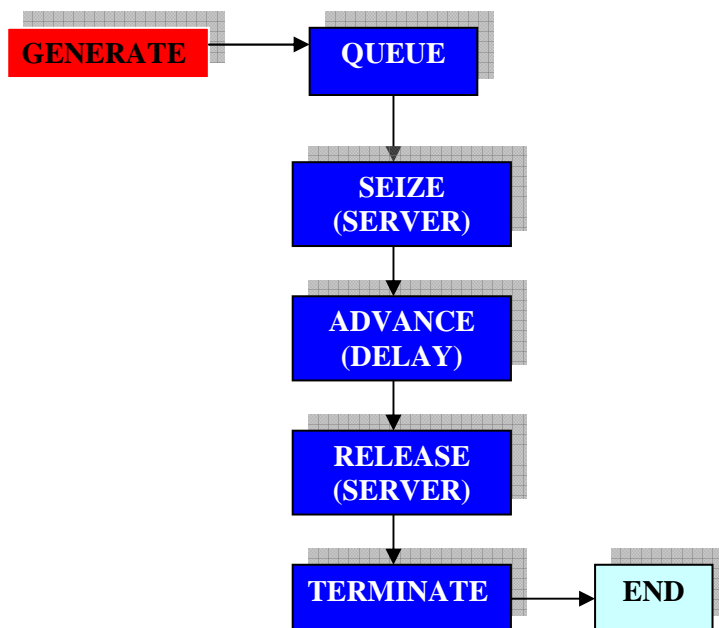 GENERATE
QUEUE
SEIZE
(SERVER)
ADVANCE
(DELAY)
RELEASE
(SERVER)
TERMINATE
END